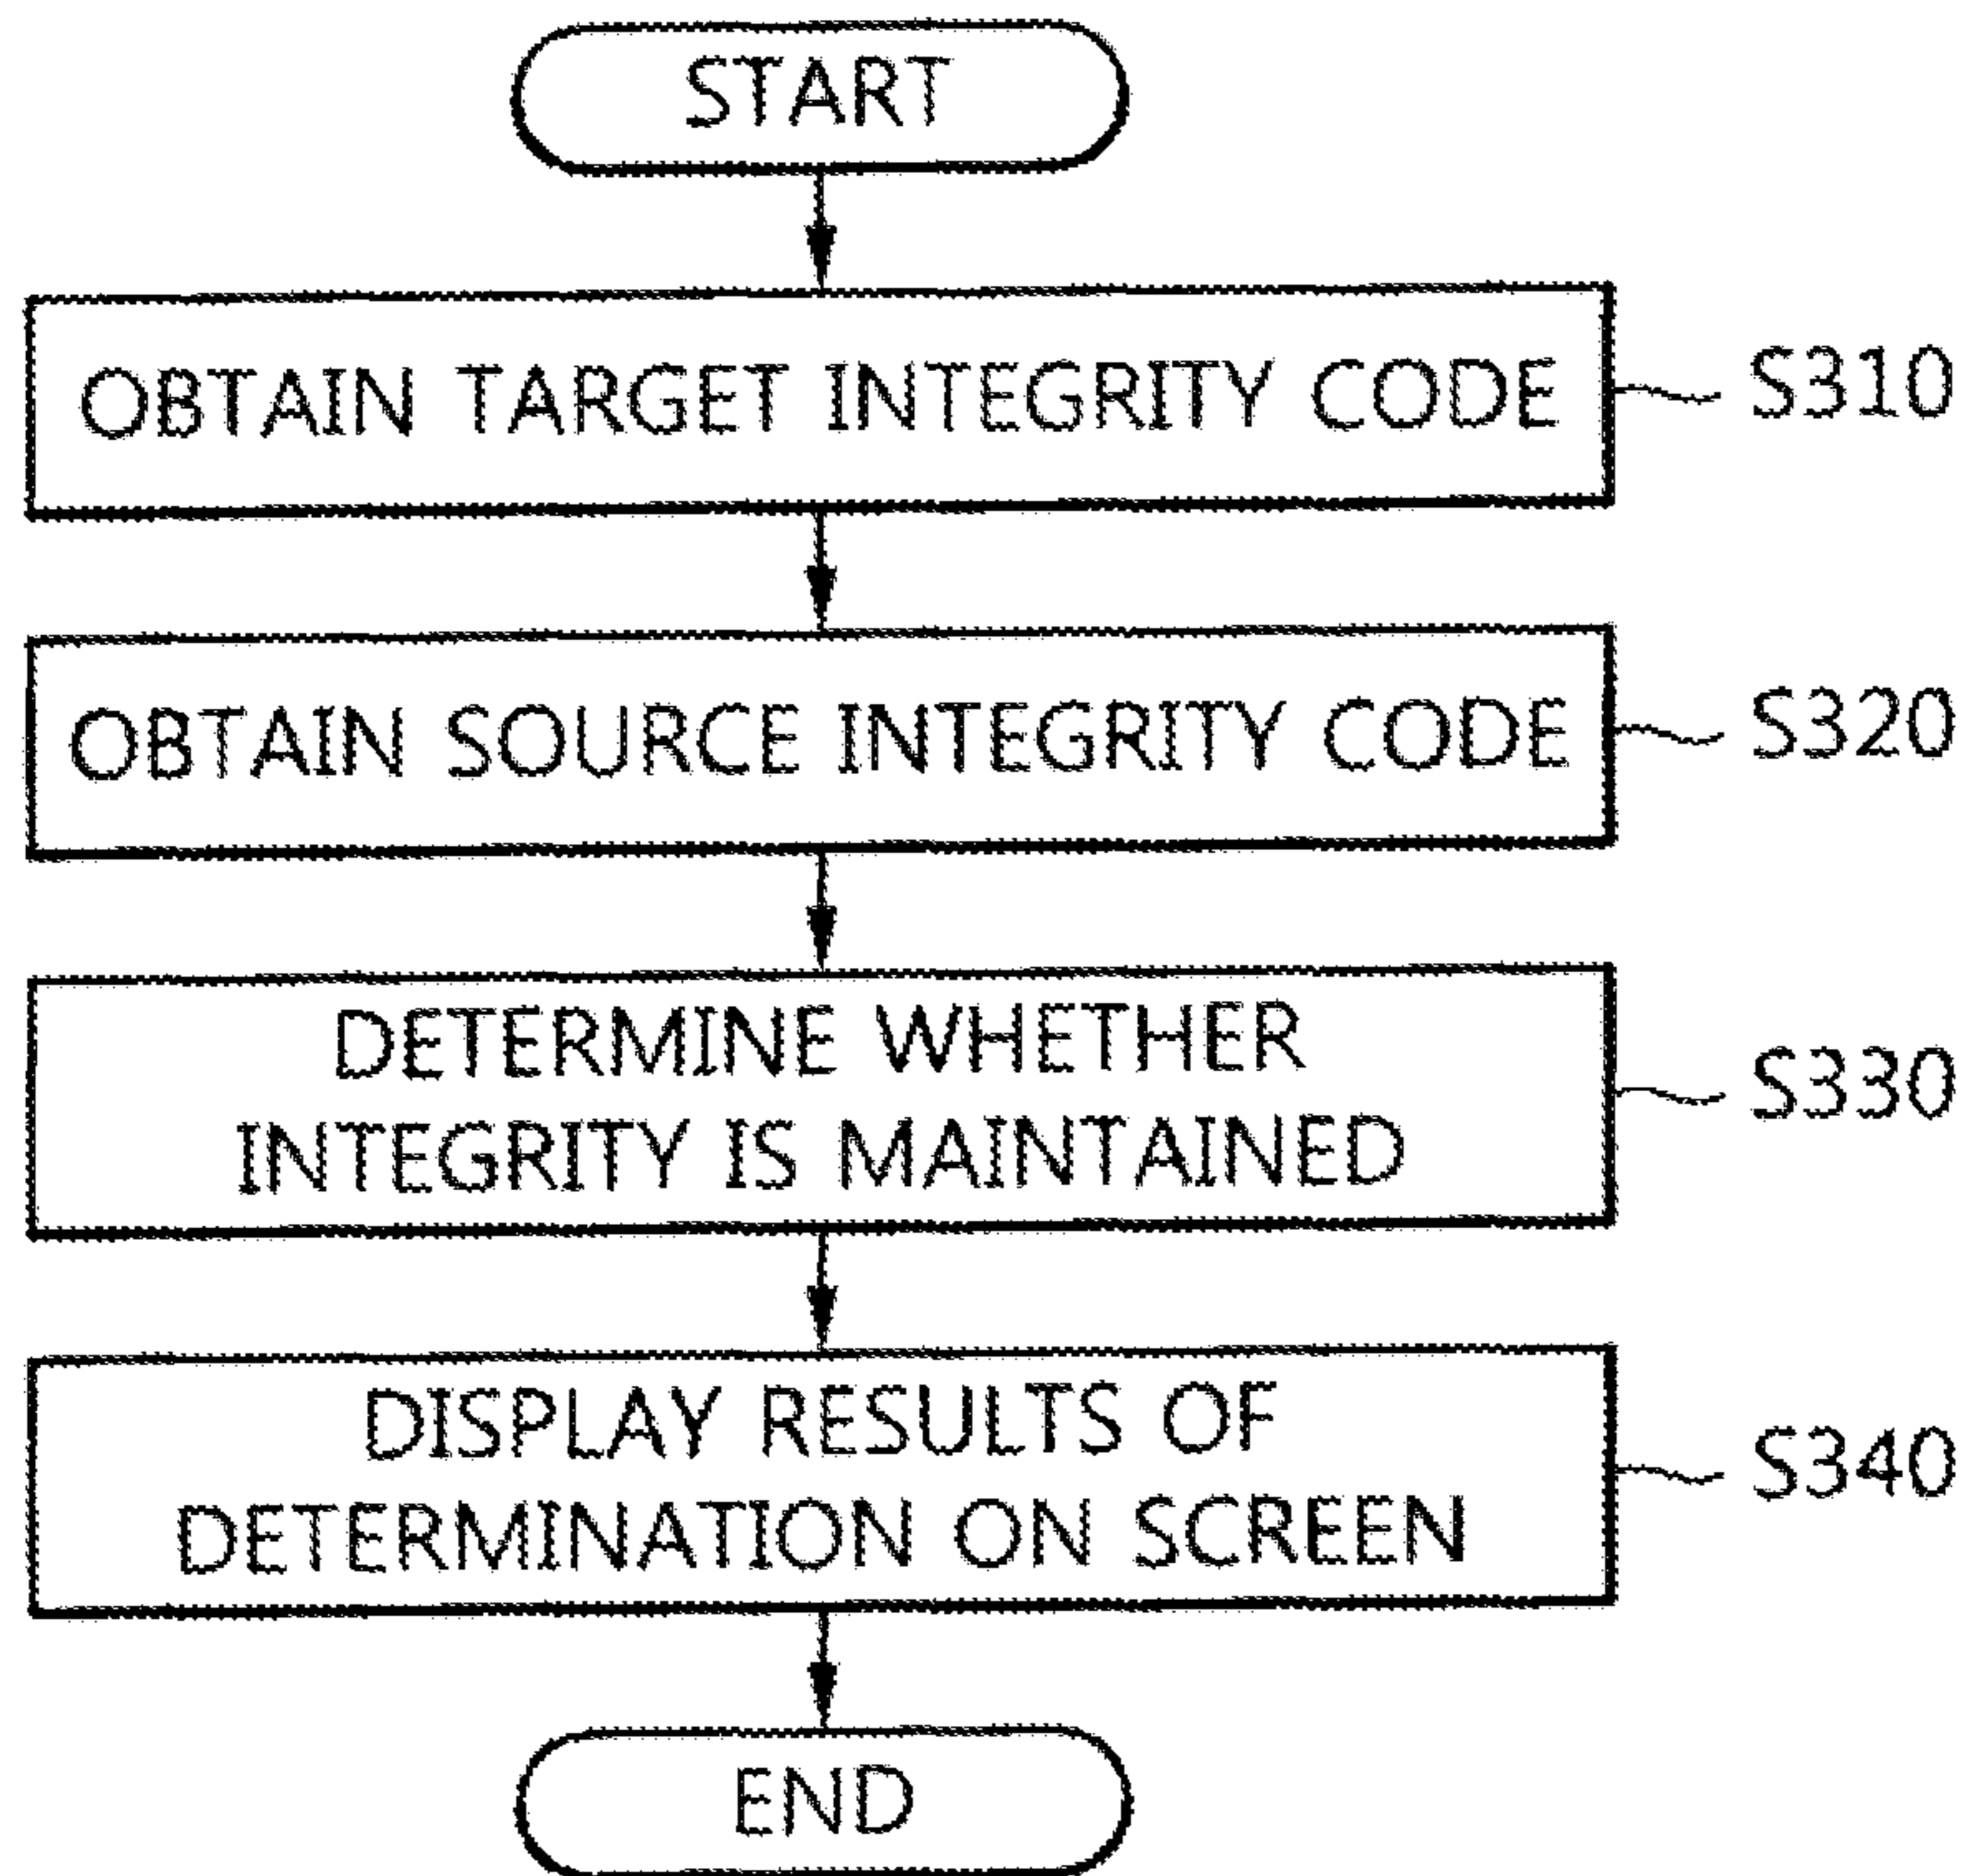 START
OBTAIN TARGET INTEGRITY CODE
S310
OBTAIN SOURCE INTEGRITY CODE
S320
DETERMINE WHETHER
INTEGRITY IS MAINTAINED
S330
DISPLAY RESULTS OF
DETERMINATION ON SCREEN
S340
END